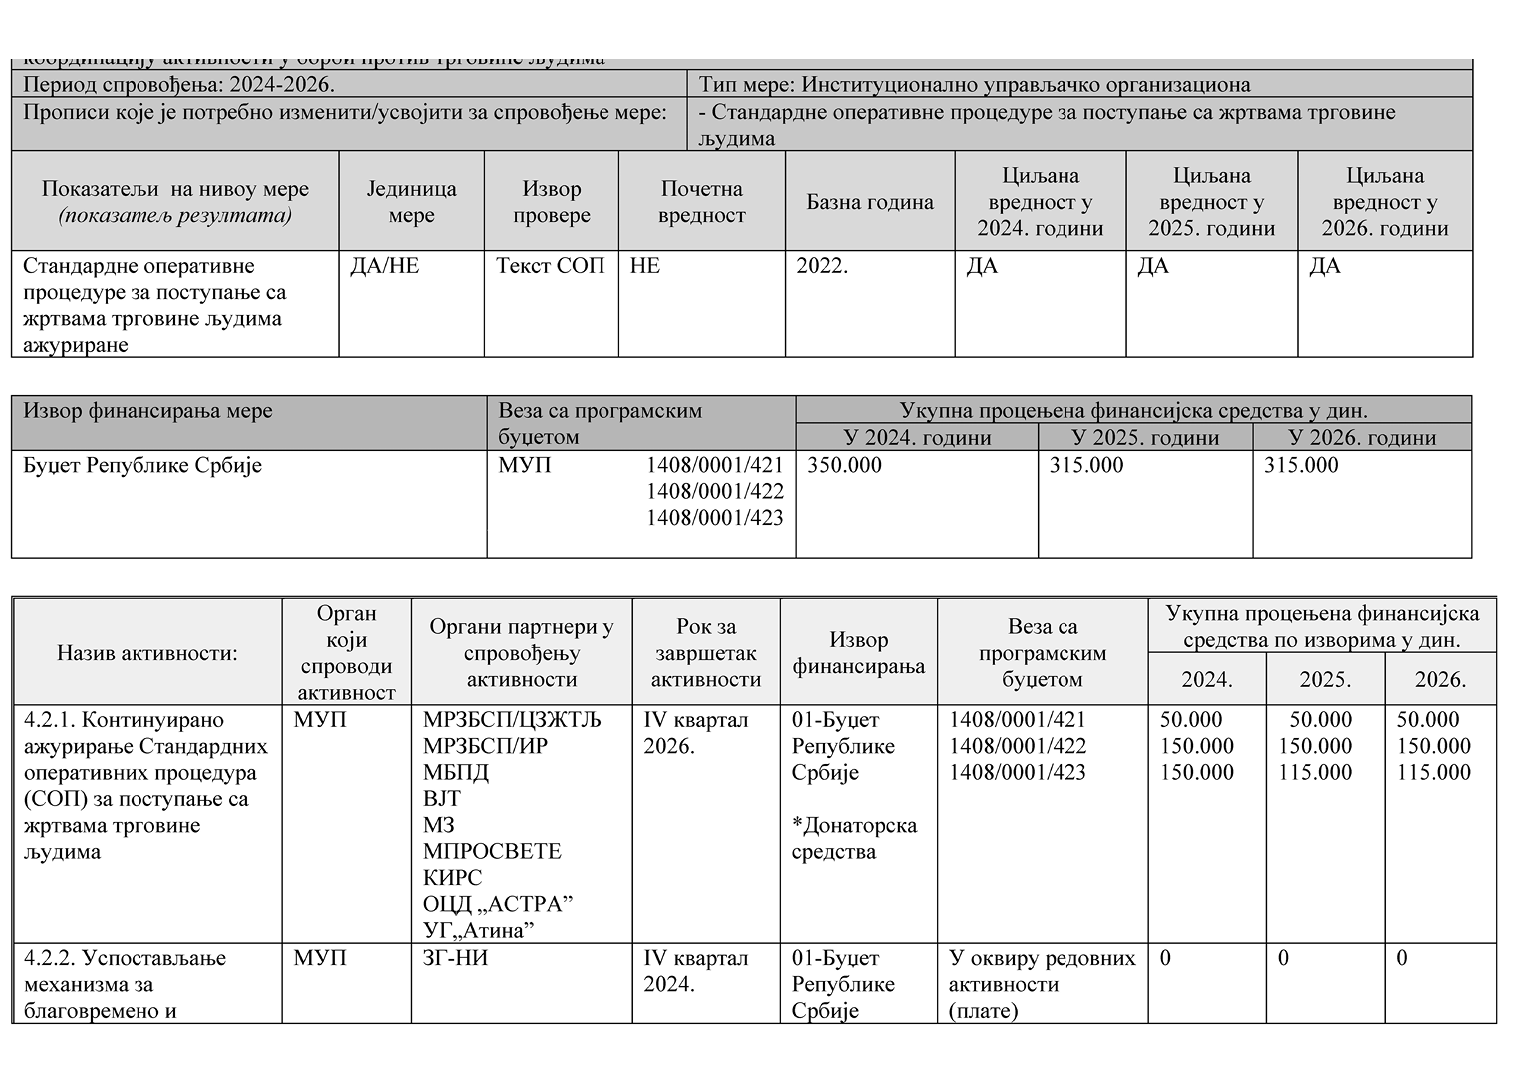 координацију активности у борби против трговине људима
Период спровођења: 2024-2026.
Тип мере: Институционално управљачко организациона
Прописи које је потребно изменити/усвојити за спровођење мере:
- Стандардне оперативне процедуре за поступање са жртвама трговине
људима
Показатељи на нивоу мере
(показатељ резултата)
Јединица
мере
Извор
провере
Почетна
вредност
Базна година
Циљана
вредност у
2024. години
Циљана
вредност у
2025. години
Циљана
вредност у
2026. години
Стандардне оперативне
процедуре за поступање са
жртвама трговине људима
ажуриране
ДА/НЕ
Текст СОП
НЕ
2022.
ДА
ДА
ДА
Извор финансирања мере
Веза са програмским
буџетом
Укупна процењена финансијска средства у дин.
У 2024. години
У 2025. години
У 2026. години
Буџет Републике Србије
МУП 1408/0001/421
1408/0001/422
1408/0001/423
350.000
315.000
315.000
Назив активности:
Орган
који
спроводи
активност
Органи партнери у
спровођењу
активности
Рок за
завршетак
активности
Извор
финансирања
Веза са
програмским
буџетом
Укупна процењена финансијска
средства по изворима у дин.
2024.
2025.
2026.
4.2.1. Континуирано
ажурирање Стандардних
оперативних процедура
(СОП) за поступање са
жртвама трговине
људима
МУП
МРЗБСП/ЦЗЖТЉ
МРЗБСП/ИР
МБПД
ВЈТ
МЗ
МПРОСВЕТЕ
КИРС
ОЦД „АСТРА”
УГ„Атина”
IV квартал
2026.
01-Буџет
Републике
Србије
*Донаторска
средства
1408/0001/421
1408/0001/422
1408/0001/423
50.000
150.000
150.000
50.000
150.000
115.000
50.000
150.000
115.000
4.2.2. Успостављање
механизма за
благовремено и
МУП
ЗГ-НИ
IV квартал
2024.
01-Буџет
Републике
Србије
У оквиру редовних
активности
(плате)
0
0
0